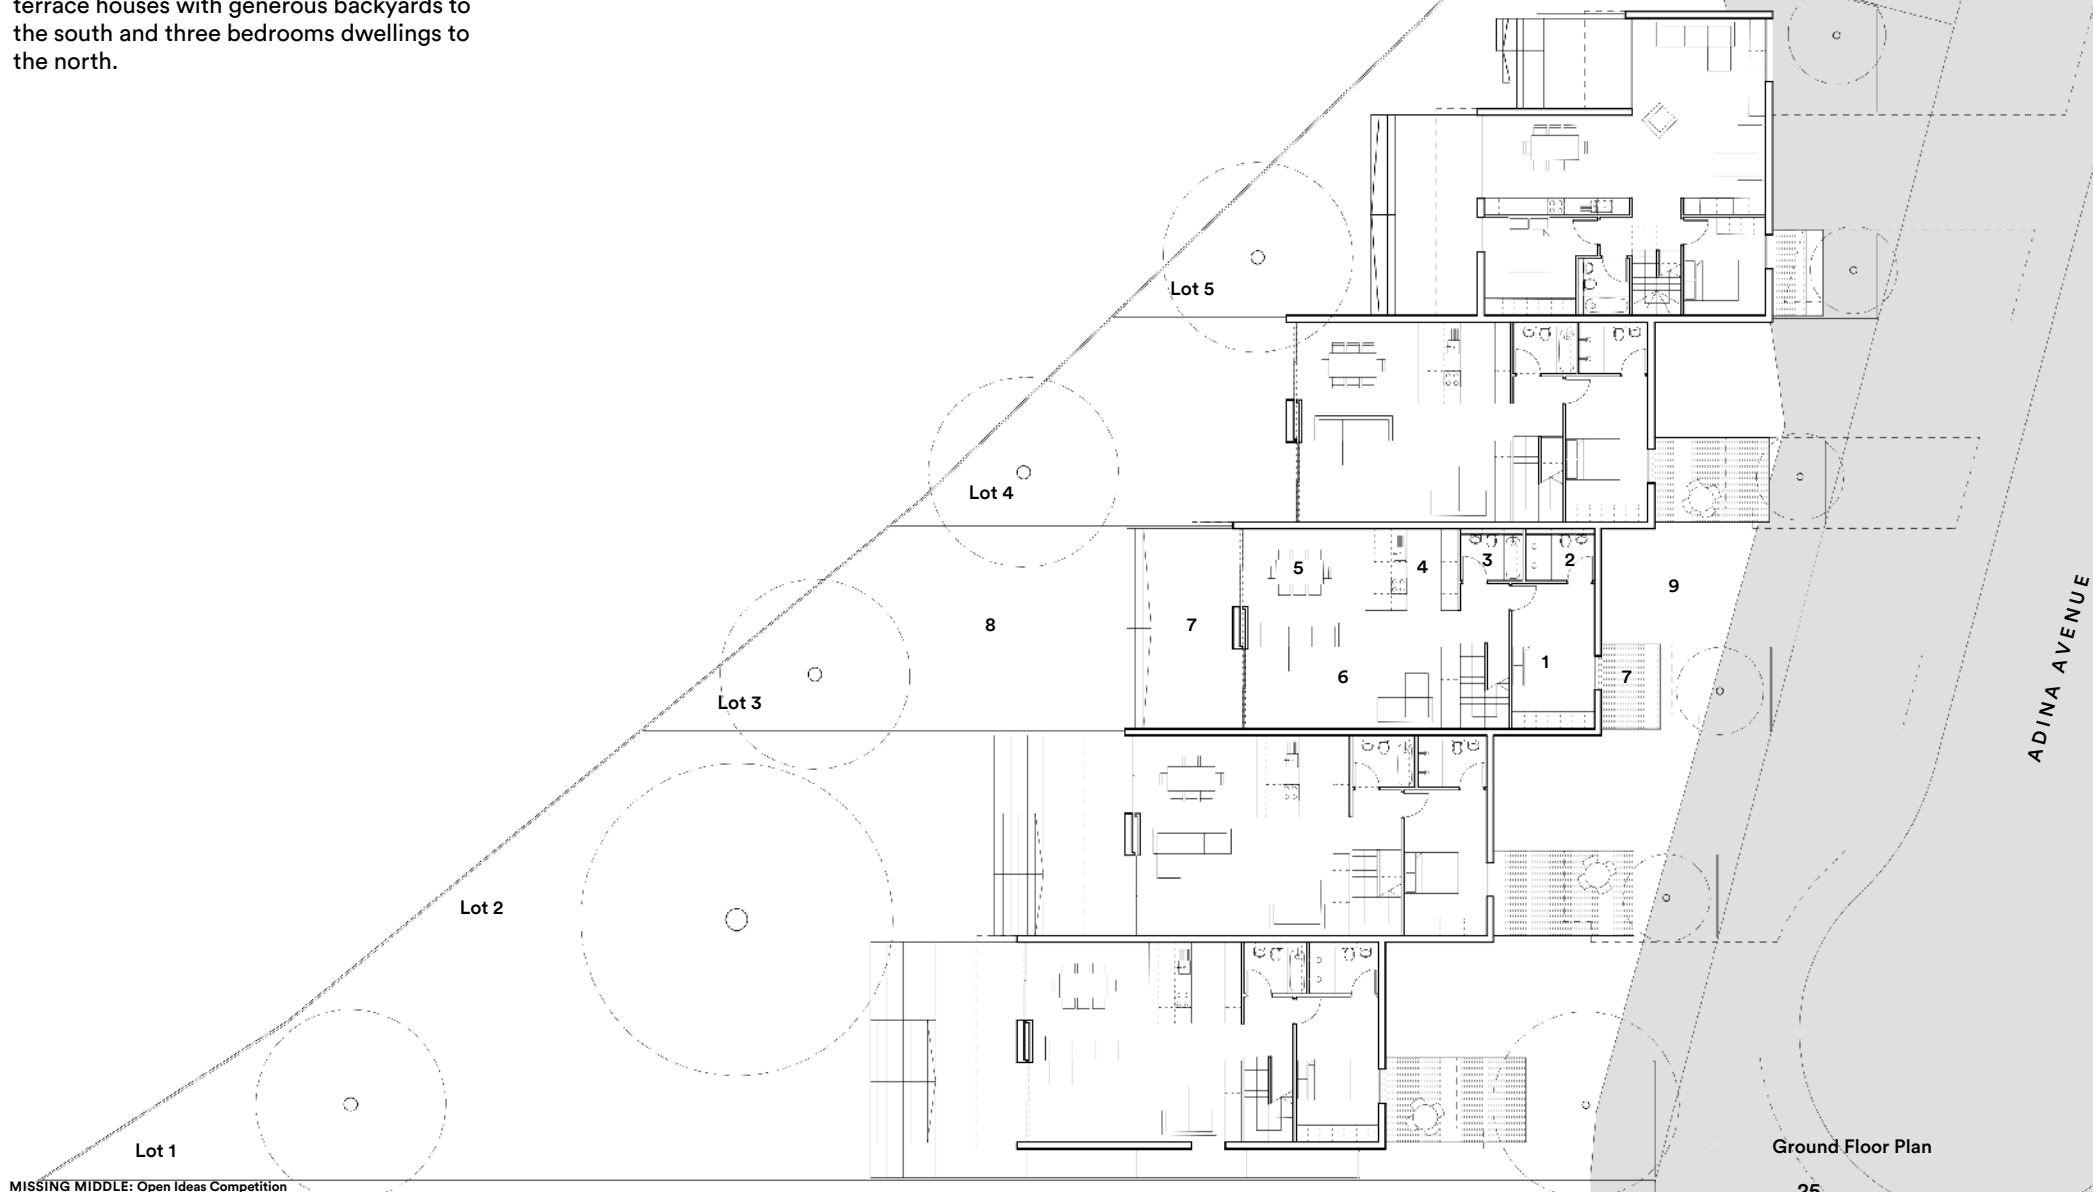 terrace houses with generous backyards to
the south and three bedrooms dwellings to
the north.
Lot 5
Lot 4
5
4
3
2
9
8
7
6
1
7
Lot 3
ADINA AVENUE
Lot 2
Lot 1
Ground Floor Plan
MISSING MIDDLE: Open Ideas Competition
25